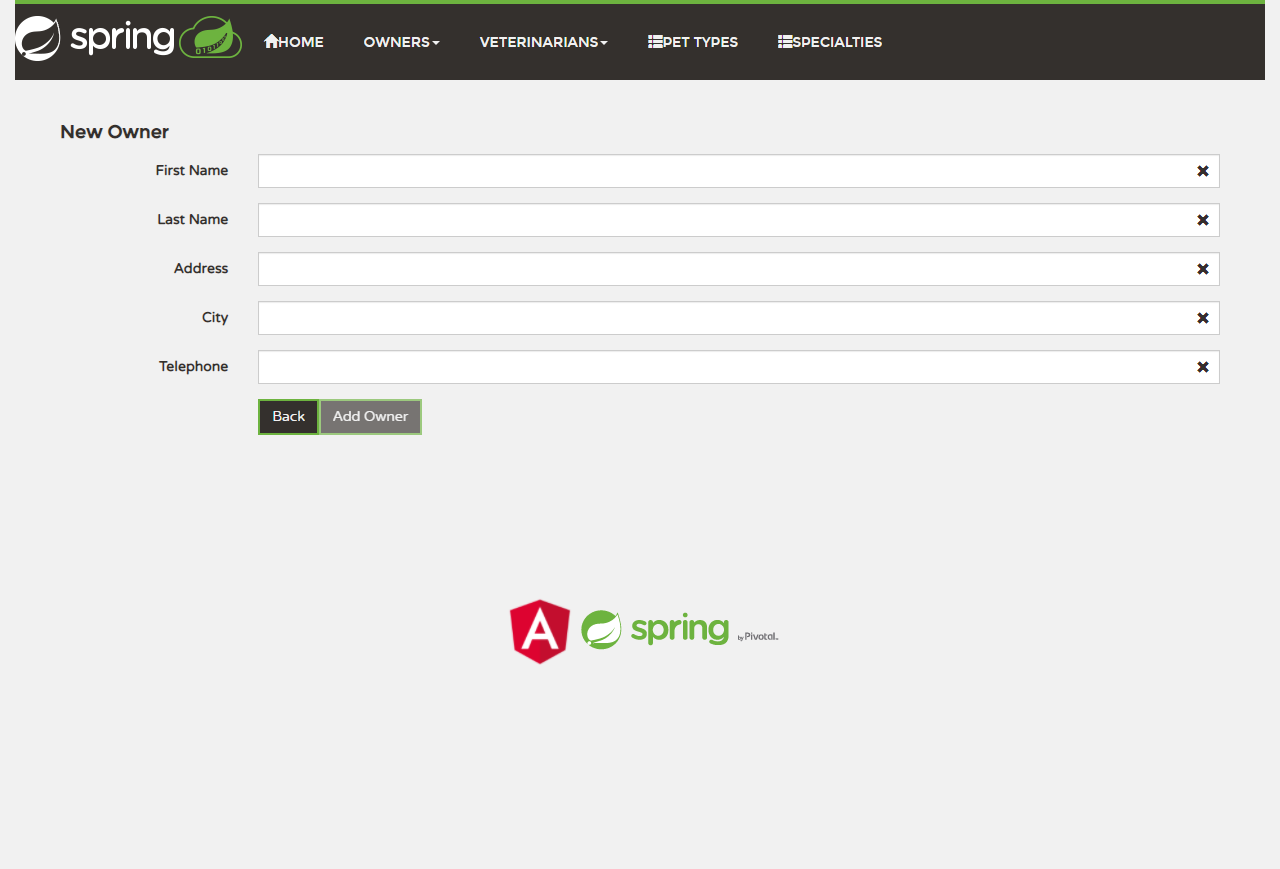 spring HOME OWNERS VETERINARIANS PET TYPES SPECIALTIES
New Owner
First Name
Last Name
Address
City
Telephone
Back Add Owner
A spring by Pivotal.